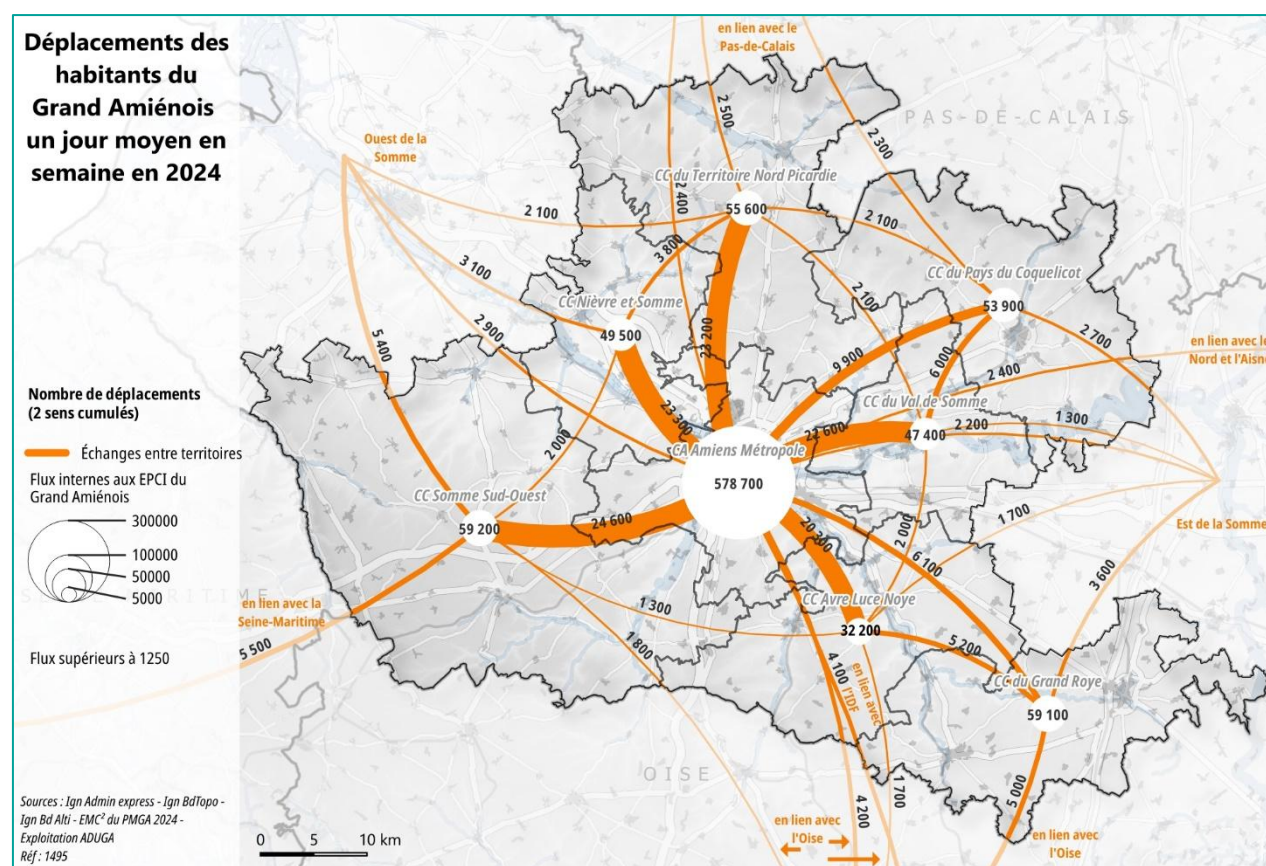 Déplacements des
habitants du
Grand Amiénois
un jour moyen en
semaine en 2024
Nombre de déplacements
(2 sens cumulés)
Échanges entre territoires
Flux internes aux EPCI du
Grand Amiénois
300000
100000
50000
5000
Flux supérieurs à 1250
Sources : Ign Admin express - Ign BdTopo -
Ign Bd Alti - EMC² du PMGA 2024 -
Exploitation ADUGA
Réf : 1495
0 5 10 km
en lien avec le
Pas-de-Calais
PAS-DE-CALAIS
Ouest de la
Somme
2 500
2 300
2 400
CC du Territoire Nord Picardie
55 600
2 100
2 100
3 800
3 100
2 900
5 400
CC Nièvre et Somme
49 500
23 200
23 300
2 100
CC du Pays du Coquelicot
53 900
2 700
9 900
6 000
2 400
en lien avec le
Nord et l'Aisne
CC du Val de Somme
47 400
22 600
2 200
1 300
CA Amiens Métropole
578 700
2 000
CC Somme Sud-Ouest
59 200
24 600
20 300
2 000
1 700
6 100
Est de la Somme
3 600
en lien avec la
Seine-Maritime
5 500
1 300
1 800
CC Avre Luce Noye
32 200
5 200
4 100
en lien avec
l'IDF
CC du Grand Roye
59 100
OISE
1 700
4 200
5 000
en lien avec
l'Oise
en lien avec
l'Oise